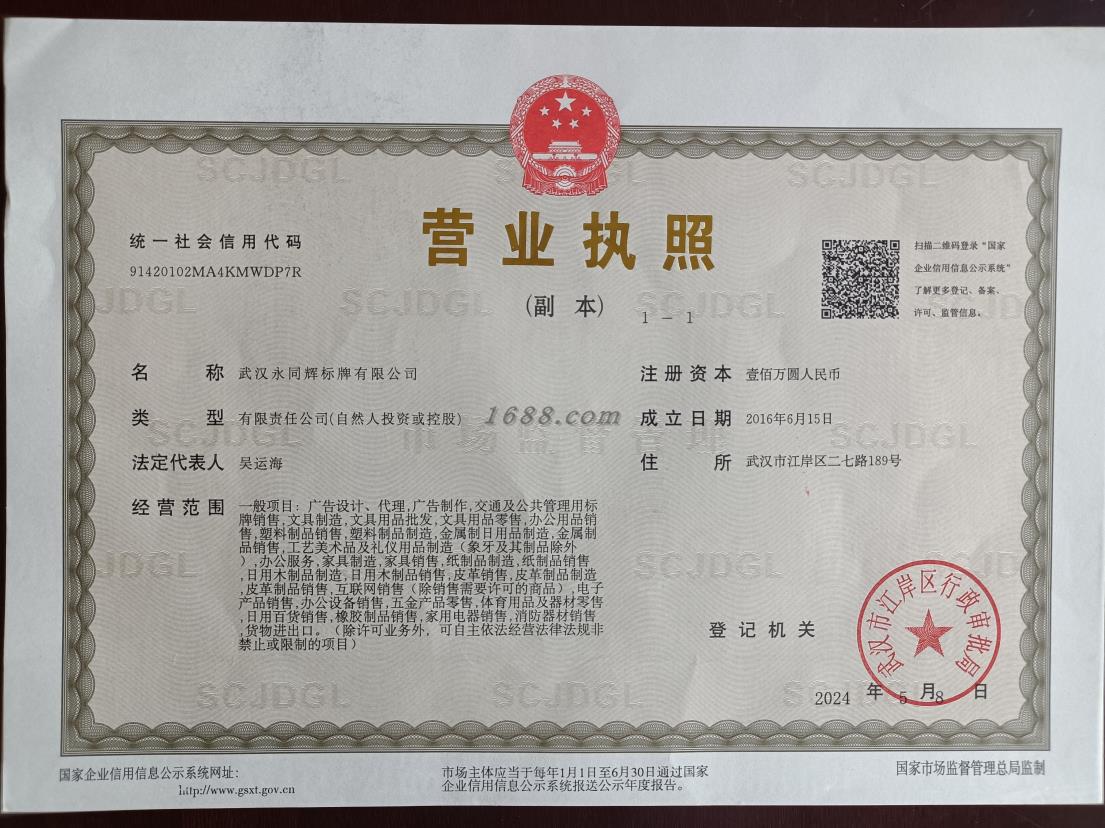 SCJDGL
营业执照
统一社会信用代码
91420102MA4KMWDP7R
(副 本)
1 - 1
扫描二维码登录“国家
企业信用信息公示系统”
了解更多登记、备案、
许可、监管信息。
名 称 武汉永同辉标牌有限公司
类 型 有限责任公司(自然人投资或控股)
法定代表人 吴运海
经营范围 一般项目：广告设计、代理,广告制作,交通及公共管理用标
牌销售,文具制造,文具用品批发,文具用品零售,办公用品销
售,塑料制品销售,塑料制品制造,金属制日用品制造,金属制
品销售,工艺美术品及礼仪用品制造（象牙及其制品除外
）,办公服务,家具制造,家具销售,纸制品制造,纸制品销售
,日用木制品制造,日用木制品销售,皮革销售,皮革制品制造
,皮革制品销售,互联网销售（除销售需要许可的商品）,电子
产品销售,办公设备销售,五金产品零售,体育用品及器材零售
,日用百货销售,橡胶制品销售,家用电器销售,消防器材销售
,货物进出口。（除许可业务外，可自主依法经营法律法规非
禁止或限制的项目）
注册资本 壹佰万圆人民币
成立日期 2016年6月15日
住 所 武汉市江岸区二七路189号
1688.com
市场监督管理
登记机关
武汉市江岸区行政审批局
2024 年 5 月 8 日
国家企业信用信息公示系统网址：
http://www.gsxt.gov.cn
市场主体应当于每年1月1日至6月30日通过国家
企业信用信息公示系统报送公示年度报告。
国家市场监督管理总局监制